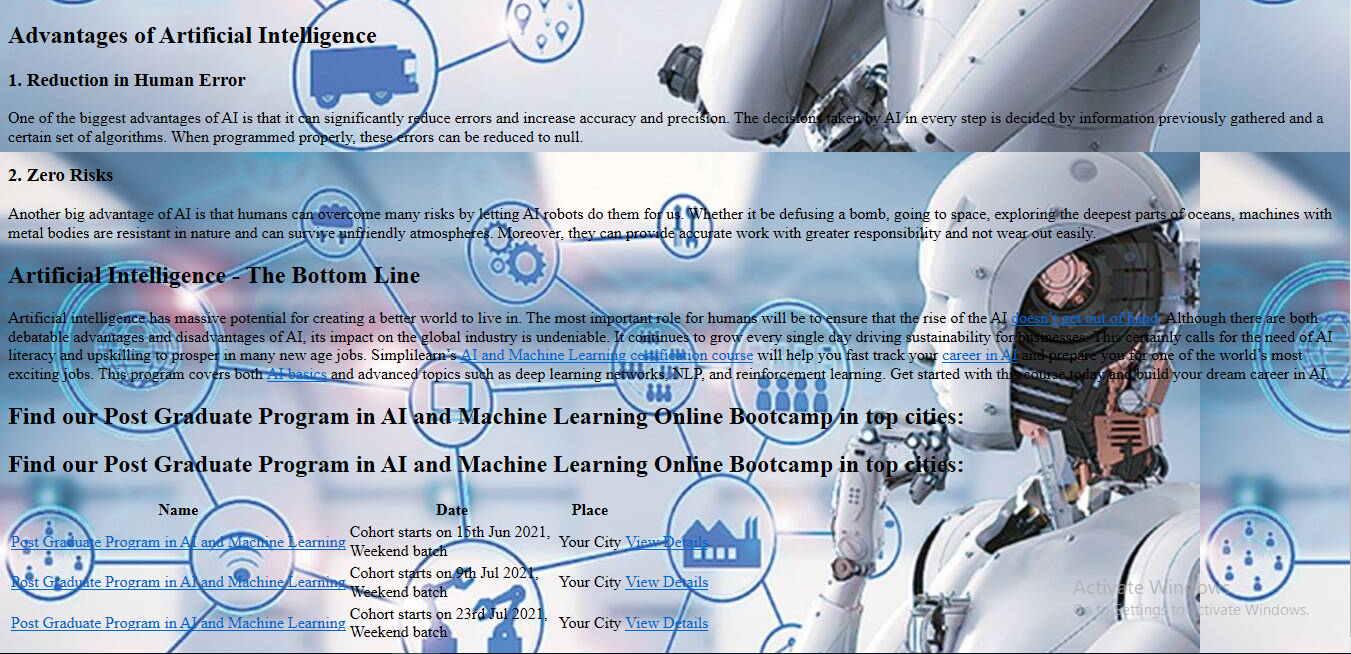 Advantages of Artificial Intelligence
1. Reduction in Human Error
One of the biggest advantages of AI is that it can significantly reduce errors and increase accuracy and precision. The decisions taken by AI in every step is decided by information previously gathered and a
certain set of algorithms. When programmed properly, these errors can be reduced to null.
2. Zero Risks
Another big advantage of AI is that humans can overcome many risks by letting AI robots do them for us. Whether it be defusing a bomb, going to space, exploring the deepest parts of oceans, machines with
metal bodies are resistant in nature and can survive unfriendly atmospheres. Moreover, they can provide accurate work with greater responsibility and not wear out easily.
Artificial Intelligence - The Bottom Line
Artificial intelligence has massive potential for creating a better world to live in. The most important role for humans will be to ensure that the rise of the AI doesn't get out of hand. Although there are both
debatable advantages and disadvantages of AI, its impact on the global industry is undeniable. It continues to grow every single day driving sustainability for businesses. This certainly calls for the need of AI
literacy and upskilling to prosper in many new age jobs. Simplilearn's AI and Machine Learning certification course will help you fast track your career in AI and prepare you for one of the world's most
exciting jobs. This program covers both AI basics and advanced topics such as deep learning networks, NLP, and reinforcement learning. Get started with this course today and build your dream career in AI.
Find our Post Graduate Program in AI and Machine Learning Online Bootcamp in top cities:
Find our Post Graduate Program in AI and Machine Learning Online Bootcamp in top cities:
Name Date Place
Post Graduate Program in AI and Machine Learning Cohort starts on 15th Jun 2021, Weekend batch Your City View Details
Post Graduate Program in AI and Machine Learning Cohort starts on 9th Jul 2021, Weekend batch Your City View Details
Post Graduate Program in AI and Machine Learning Cohort starts on 23rd Jul 2021, Weekend batch Your City View Details
Activate Windows
Go to Settings to activate Windows.